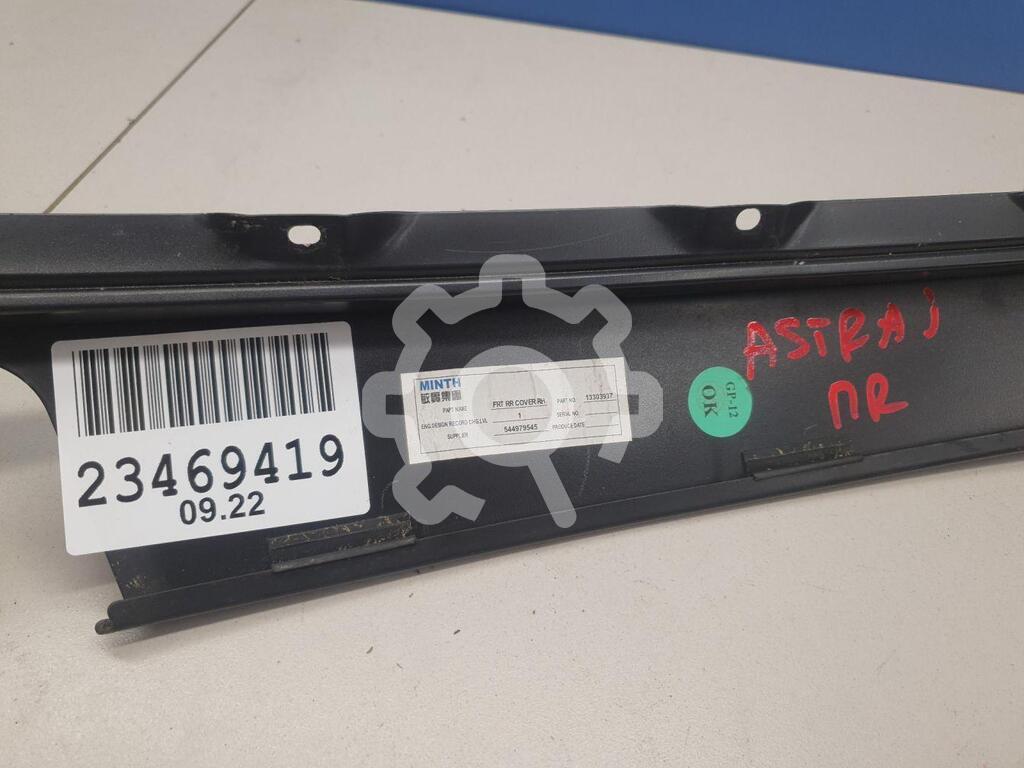 23469419
09.22
MINTH
敏實集團
PART NAME FRT RR COVER RH PART NO. 13303937
ENG.DESIGN RECORD CHG.LVL 1 SERIAL NO.
SUPPLIER 544979545 PRODUCE DATE
GP-12
OK
ASTRA J
ПR